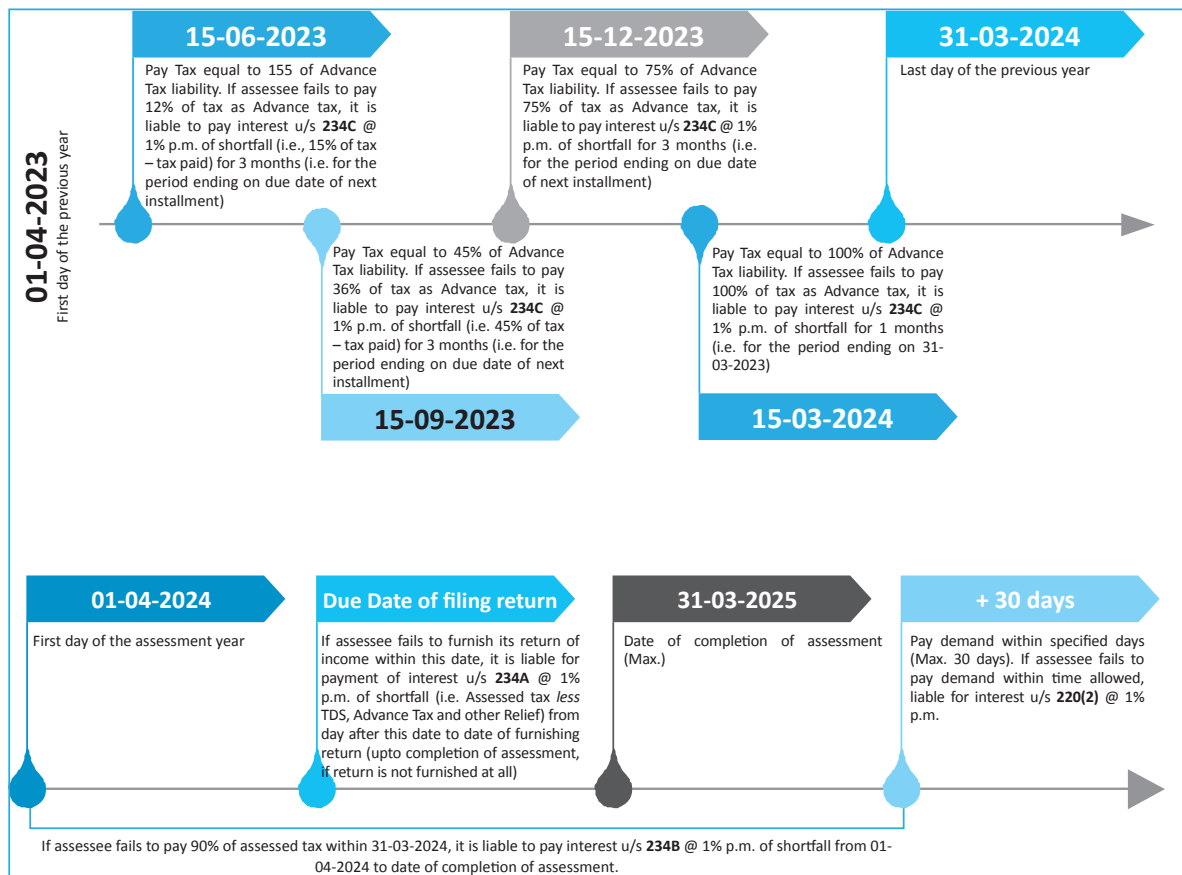 01-04-2023
First day of the previous year
15-06-2023
Pay Tax equal to 155 of Advance
Tax liability. If assessee fails to pay
12% of tax as Advance tax, it is
liable to pay interest u/s 234C @
1% p.m. of shortfall (i.e., 15% of tax
– tax paid) for 3 months (i.e. for the
period ending on due date of next
installment)
15-12-2023
Pay Tax equal to 75% of Advance
Tax liability. If assessee fails to pay
75% of tax as Advance tax, it is
liable to pay interest u/s 234C @ 1%
p.m. of shortfall for 3 months (i.e.
for the period ending on due date
of next installment)
31-03-2024
Last day of the previous year
Pay Tax equal to 45% of Advance
Tax liability. If assessee fails to pay
36% of tax as Advance tax, it is
liable to pay interest u/s 234C @
1% p.m. of shortfall (i.e. 45% of tax
– tax paid) for 3 months (i.e. for the
period ending on due date of next
installment)
15-09-2023
Pay Tax equal to 100% of Advance
Tax liability. If assessee fails to pay
100% of tax as Advance tax, it is
liable to pay interest u/s 234C @
1% p.m. of shortfall for 1 months
(i.e. for the period ending on 31-
03-2023)
15-03-2024
01-04-2024
First day of the assessment year
Due Date of filing return
If assessee fails to furnish its return of
income within this date, it is liable for
payment of interest u/s 234A @ 1%
p.m. of shortfall (i.e. Assessed tax less
TDS, Advance Tax and other Relief) from
day after this date to date of furnishing
return (upto completion of assessment,
if return is not furnished at all)
31-03-2025
Date of completion of assessment
(Max.)
+ 30 days
Pay demand within specified days
(Max. 30 days). If assessee fails to
pay demand within time allowed,
liable for interest u/s 220(2) @ 1%
p.m.
If assessee fails to pay 90% of assessed tax within 31-03-2024, it is liable to pay interest u/s 234B @ 1% p.m. of shortfall from 01-
04-2024 to date of completion of assessment.